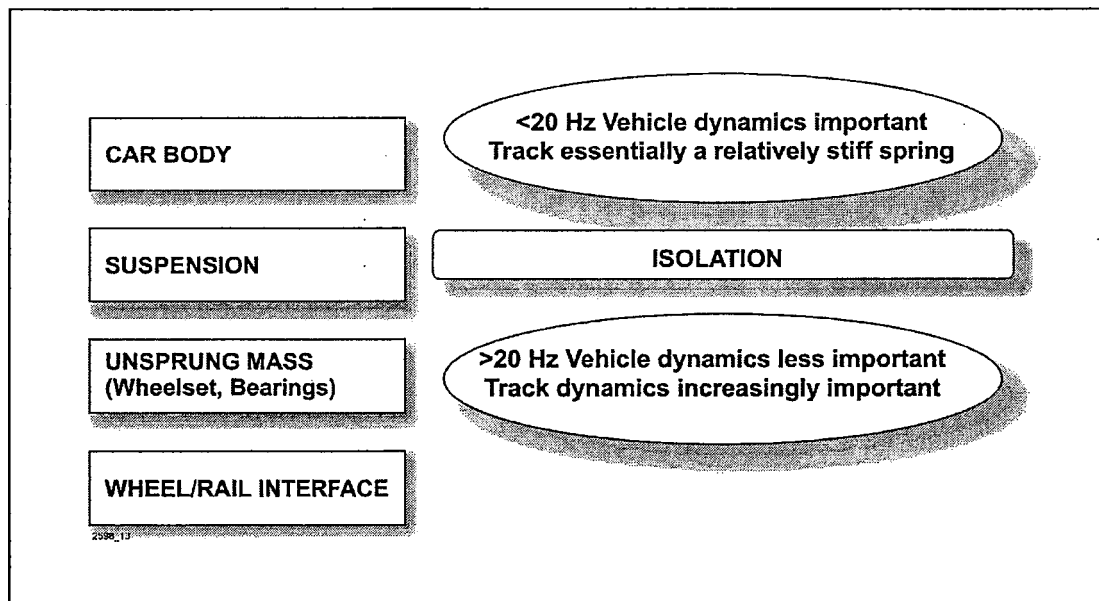 CAR BODY
<20 Hz Vehicle dynamics important
Track essentially a relatively stiff spring
SUSPENSION
ISOLATION
UNSPRUNG MASS
(Wheelset, Bearings)
>20 Hz Vehicle dynamics less important
Track dynamics increasingly important
WHEEL/RAIL INTERFACE
2598_13